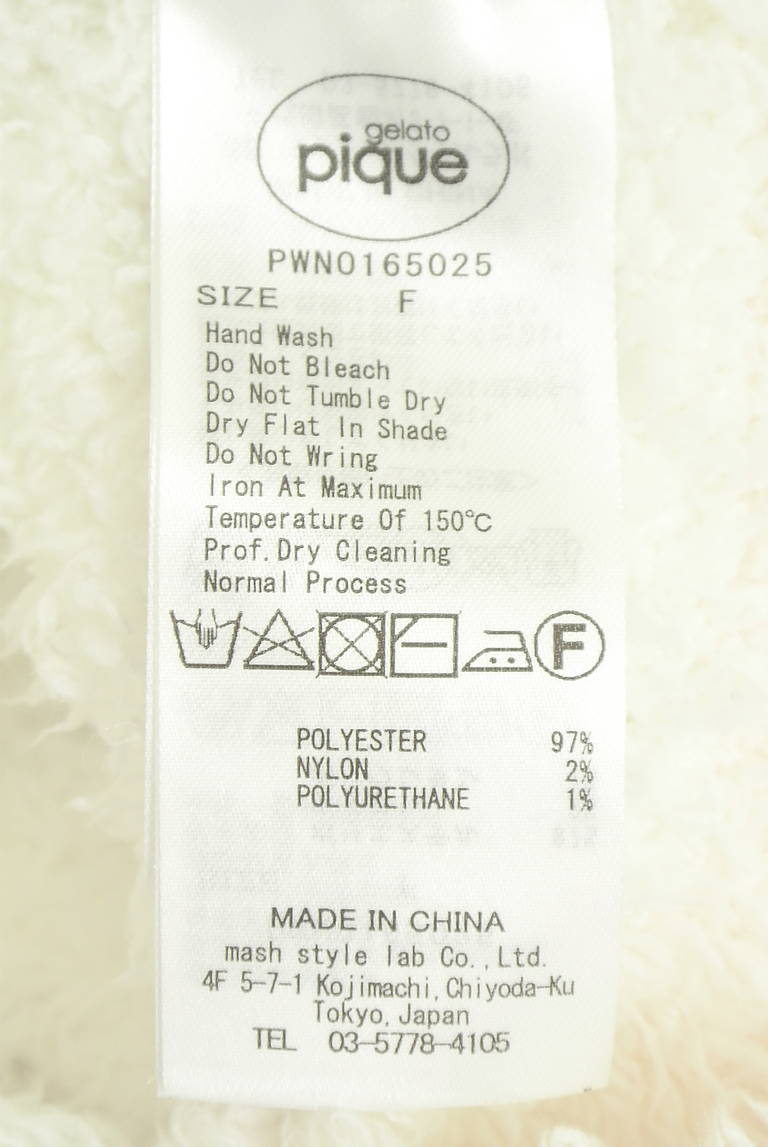 gelato
pique
PWN0165025
SIZE F
Hand Wash
Do Not Bleach
Do Not Tumble Dry
Dry Flat In Shade
Do Not Wring
Iron At Maximum
Temperature Of 150℃
Prof.Dry Cleaning
Normal Process
F
POLYESTER 97%
NYLON 2%
POLYURETHANE 1%
MADE IN CHINA
mash style lab Co.,Ltd.
4F 5-7-1 Kojimachi,Chiyoda-Ku
Tokyo,Japan
TEL 03-5778-4105